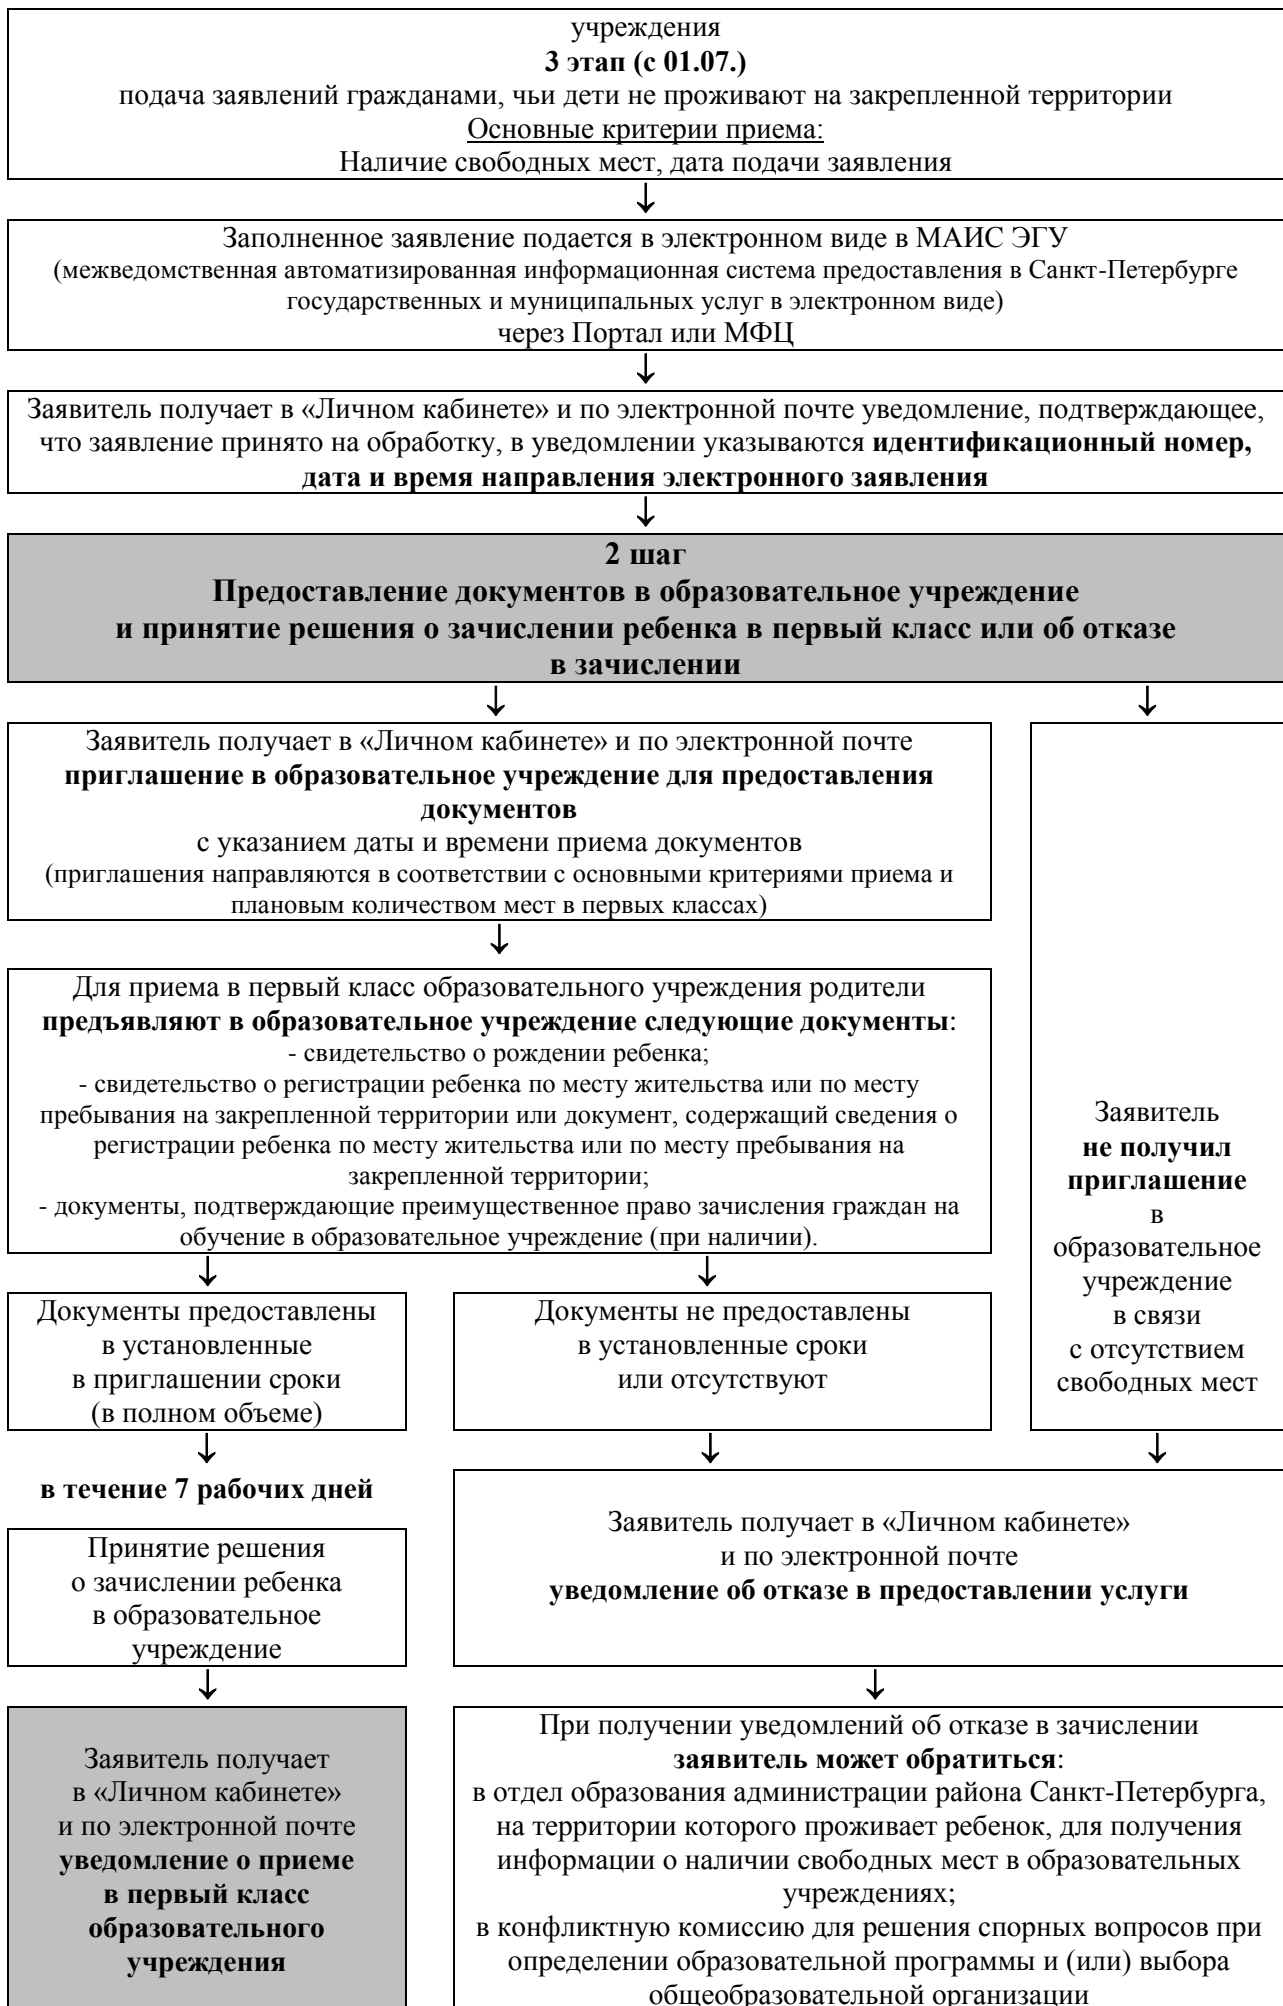 учреждения
3 этап (с 01.07.)
подача заявлений гражданами, чьи дети не проживают на закрепленной территории
Основные критерии приема:
Наличие свободных мест, дата подачи заявления
Заполненное заявление подается в электронном виде в МАИС ЭГУ
(межведомственная автоматизированная информационная система предоставления в Санкт-Петербурге
государственных и муниципальных услуг в электронном виде)
через Портал или МФЦ
Заявитель получает в «Личном кабинете» и по электронной почте уведомление, подтверждающее,
что заявление принято на обработку, в уведомлении указываются идентификационный номер,
дата и время направления электронного заявления
2 шаг
Предоставление документов в образовательное учреждение
и принятие решения о зачислении ребенка в первый класс или об отказе
в зачислении
Заявитель получает в «Личном кабинете» и по электронной почте
приглашение в образовательное учреждение для предоставления
документов
с указанием даты и времени приема документов
(приглашения направляются в соответствии с основными критериями приема и
плановым количеством мест в первых классах)
Для приема в первый класс образовательного учреждения родители
предъявляют в образовательное учреждение следующие документы:
- свидетельство о рождении ребенка;
- свидетельство о регистрации ребенка по месту жительства или по месту
пребывания на закрепленной территории или документ, содержащий сведения о
регистрации ребенка по месту жительства или по месту пребывания на
закрепленной территории;
- документы, подтверждающие преимущественное право зачисления граждан на
обучение в образовательное учреждение (при наличии).
Заявитель
не получил
приглашение
в
образовательное
учреждение
в связи
с отсутствием
свободных мест
Документы предоставлены
в установленные
в приглашении сроки
(в полном объеме)
Документы не предоставлены
в установленные сроки
или отсутствуют
в течение 7 рабочих дней
Принятие решения
о зачислении ребенка
в образовательное
учреждение
Заявитель получает в «Личном кабинете»
и по электронной почте
уведомление об отказе в предоставлении услуги
Заявитель получает
в «Личном кабинете»
и по электронной почте
уведомление о приеме
в первый класс
образовательного
учреждения
При получении уведомлений об отказе в зачислении
заявитель может обратиться:
в отдел образования администрации района Санкт-Петербурга,
на территории которого проживает ребенок, для получения
информации о наличии свободных мест в образовательных
учреждениях;
в конфликтную комиссию для решения спорных вопросов при
определении образовательной программы и (или) выбора
общеобразовательной организации